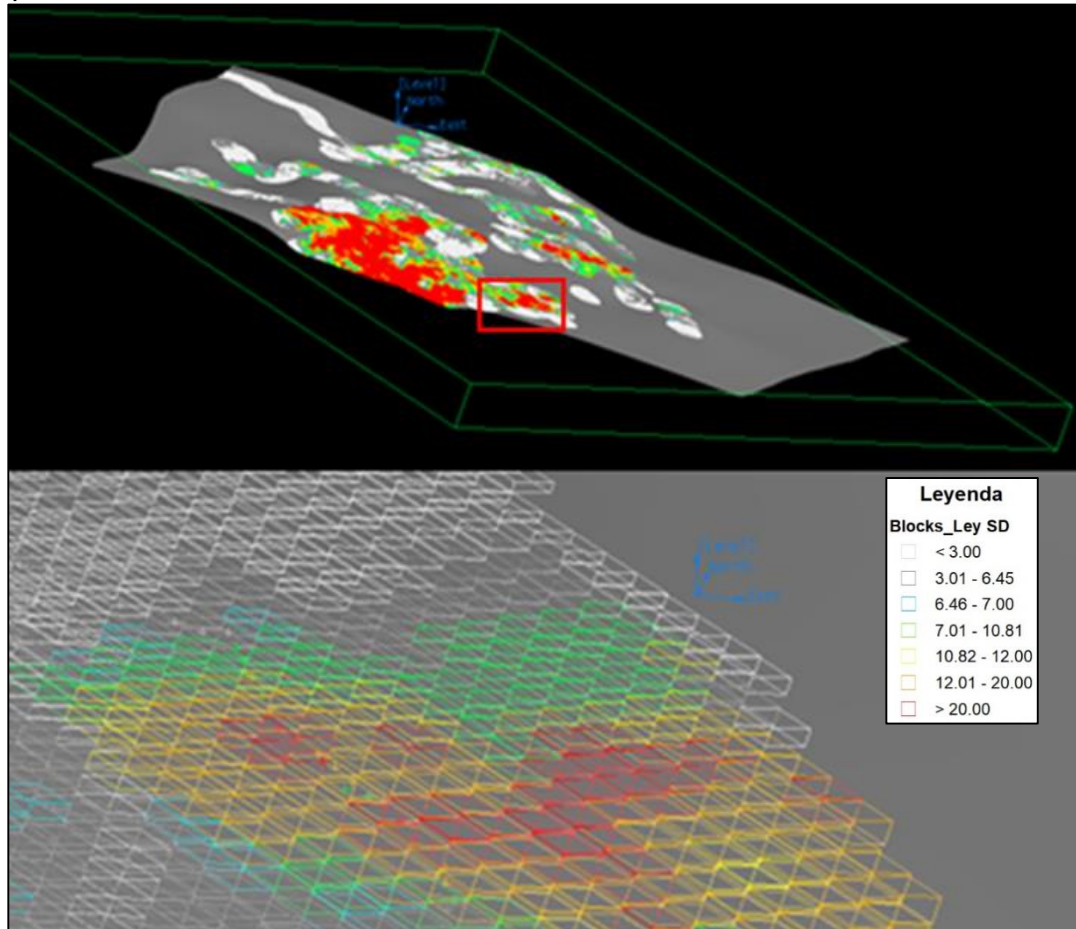 [Level]
North
East
Leyenda
Blocks_Ley SD
< 3.00
3.01 - 6.45
6.46 - 7.00
7.01 - 10.81
10.82 - 12.00
12.01 - 20.00
> 20.00
[Level]
North
East